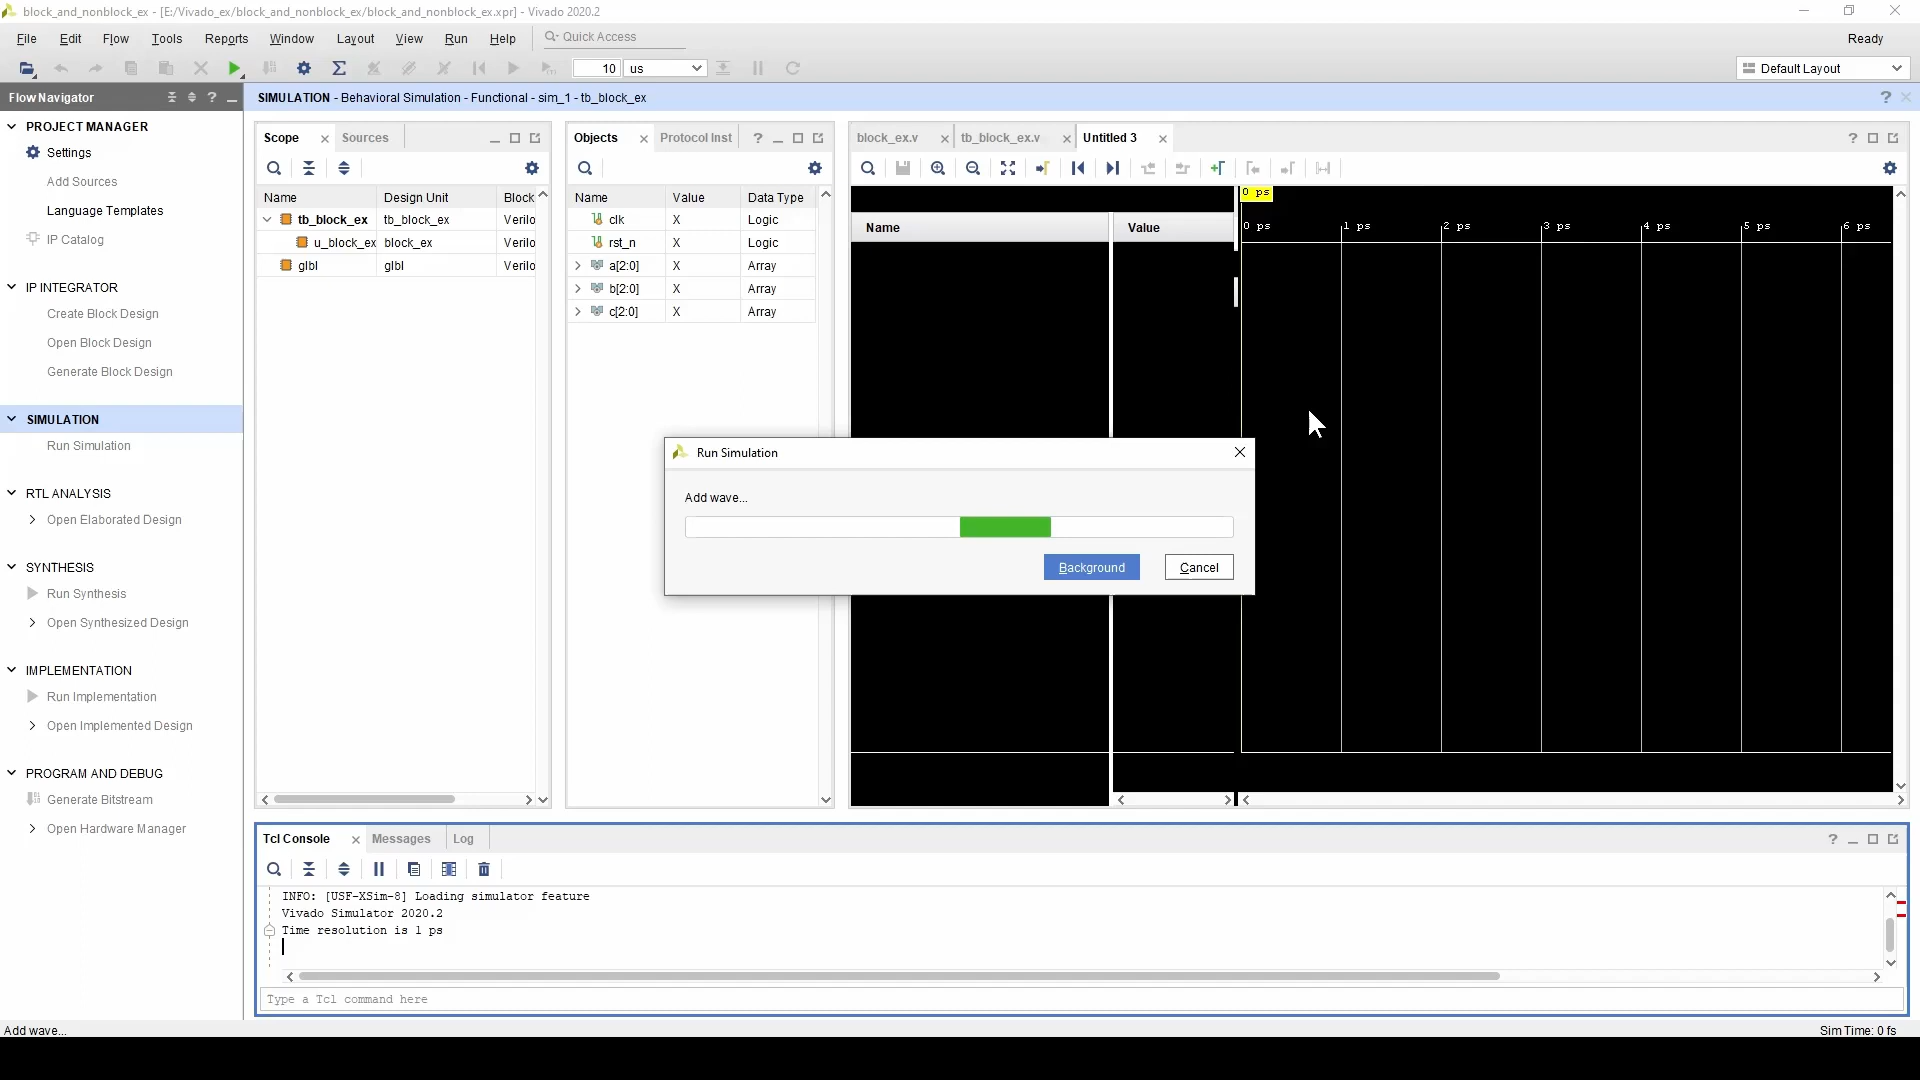 block_and_nonblock_ex - [E:/Vivado_ex/block_and_nonblock_ex/block_and_nonblock_ex.xpr] - Vivado 2020.2
File Edit Flow Tools Reports Window Layout View Run Help Quick Access Ready
10 us Default Layout
Flow Navigator
SIMULATION - Behavioral Simulation - Functional - sim_1 - tb_block_ex
PROJECT MANAGER
Settings
Add Sources
Language Templates
IP Catalog
IP INTEGRATOR
Create Block Design
Open Block Design
Generate Block Design
SIMULATION
Run Simulation
RTL ANALYSIS
Open Elaborated Design
SYNTHESIS
Run Synthesis
Open Synthesized Design
IMPLEMENTATION
Run Implementation
Open Implemented Design
PROGRAM AND DEBUG
Generate Bitstream
Open Hardware Manager
Scope Sources
Name Design Unit Block
tb_block_ex tb_block_ex Verilo
u_block_ex block_ex Verilo
glbl glbl Verilo
Objects Protocol Inst
Name Value Data Type
clk X Logic
rst_n X Logic
a[2:0] X Array
b[2:0] X Array
c[2:0] X Array
block_ex.v tb_block_ex.v Untitled 3
0 ps
Name Value
0 ps 1 ps 2 ps 3 ps 4 ps 5 ps 6 ps
Run Simulation
Add wave...
Background Cancel
Tcl Console Messages Log
INFO: [USF-XSim-8] Loading simulator feature
Vivado Simulator 2020.2
Time resolution is 1 ps
Type a Tcl command here
Add wave... Sim Time: 0 fs